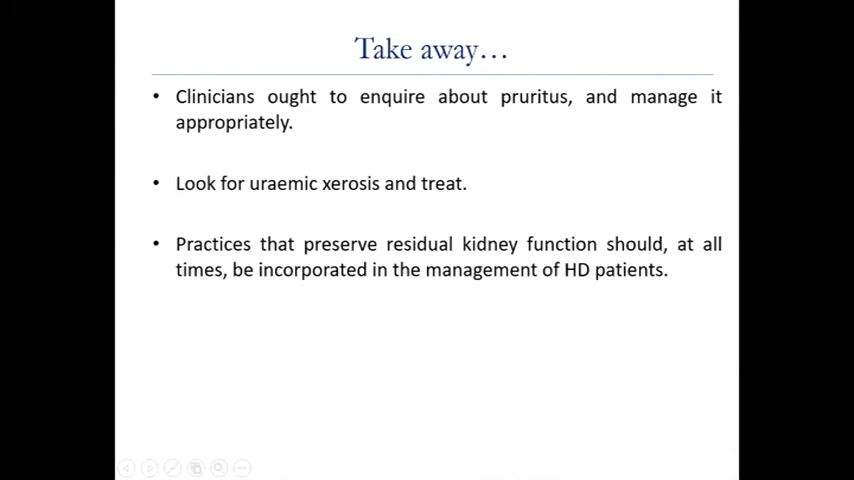 Take away…
• Clinicians ought to enquire about pruritus, and manage it
appropriately.
• Look for uraemic xerosis and treat.
• Practices that preserve residual kidney function should, at all
times, be incorporated in the management of HD patients.